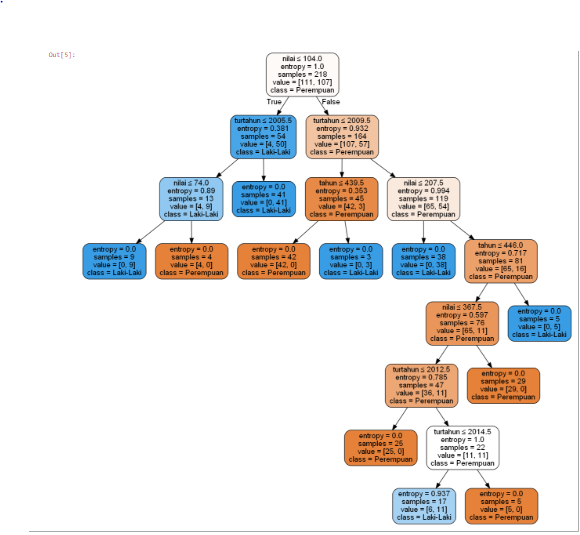 Out[5]:
nilai ≤ 104.0
entropy = 1.0
samples = 218
value = [111, 107]
class = Perempuan
True
False
turtahun ≤ 2005.5
entropy = 0.381
samples = 54
value = [4, 50]
class = Laki-Laki
turtahun ≤ 2009.5
entropy = 0.932
samples = 164
value = [107, 57]
class = Perempuan
nilai ≤ 74.0
entropy = 0.89
samples = 13
value = [4, 9]
class = Laki-Laki
entropy = 0.0
samples = 41
value = [0, 41]
class = Laki-Laki
tahun ≤ 439.5
entropy = 0.353
samples = 45
value = [42, 3]
class = Perempuan
nilai ≤ 207.5
entropy = 0.994
samples = 119
value = [65, 54]
class = Perempuan
entropy = 0.0
samples = 9
value = [0, 9]
class = Laki-Laki
entropy = 0.0
samples = 4
value = [4, 0]
class = Perempuan
entropy = 0.0
samples = 42
value = [42, 0]
class = Perempuan
entropy = 0.0
samples = 3
value = [0, 3]
class = Laki-Laki
entropy = 0.0
samples = 38
value = [0, 38]
class = Laki-Laki
tahun ≤ 446.0
entropy = 0.717
samples = 81
value = [65, 16]
class = Perempuan
nilai ≤ 367.5
entropy = 0.597
samples = 76
value = [65, 11]
class = Perempuan
entropy = 0.0
samples = 5
value = [0, 5]
class = Laki-Laki
turtahun ≤ 2012.5
entropy = 0.785
samples = 47
value = [36, 11]
class = Perempuan
entropy = 0.0
samples = 29
value = [29, 0]
class = Perempuan
entropy = 0.0
samples = 25
value = [25, 0]
class = Perempuan
turtahun ≤ 2014.5
entropy = 1.0
samples = 22
value = [11, 11]
class = Perempuan
entropy = 0.937
samples = 17
value = [6, 11]
class = Laki-Laki
entropy = 0.0
samples = 5
value = [5, 0]
class = Perempuan